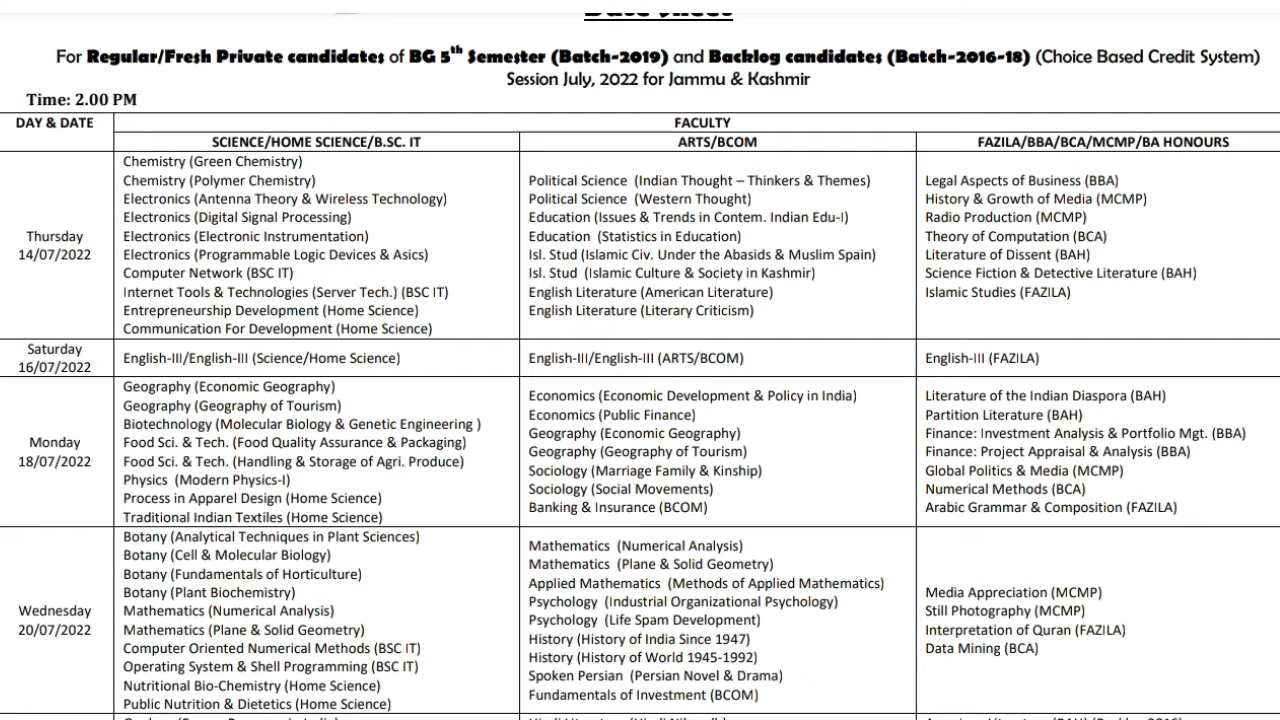 Date Sheet
For Regular/Fresh Private candidates of BG 5th Semester (Batch-2019) and Backlog candidates (Batch-2016-18) (Choice Based Credit System)
Session July, 2022 for Jammu & Kashmir
Time: 2.00 PM
DAY & DATE
FACULTY
SCIENCE/HOME SCIENCE/B.SC. IT
ARTS/BCOM
FAZILA/BBA/BCA/MCMP/BA HONOURS
Thursday
14/07/2022
Chemistry (Green Chemistry)
Chemistry (Polymer Chemistry)
Electronics (Antenna Theory & Wireless Technology)
Electronics (Digital Signal Processing)
Electronics (Electronic Instrumentation)
Electronics (Programmable Logic Devices & Asics)
Computer Network (BSC IT)
Internet Tools & Technologies (Server Tech.) (BSC IT)
Entrepreneurship Development (Home Science)
Communication For Development (Home Science)
Political Science (Indian Thought – Thinkers & Themes)
Political Science (Western Thought)
Education (Issues & Trends in Contem. Indian Edu-I)
Education (Statistics in Education)
Isl. Stud (Islamic Civ. Under the Abasids & Muslim Spain)
Isl. Stud (Islamic Culture & Society in Kashmir)
English Literature (American Literature)
English Literature (Literary Criticism)
Legal Aspects of Business (BBA)
History & Growth of Media (MCMP)
Radio Production (MCMP)
Theory of Computation (BCA)
Literature of Dissent (BAH)
Science Fiction & Detective Literature (BAH)
Islamic Studies (FAZILA)
Saturday
16/07/2022
English-III/English-III (Science/Home Science)
English-III/English-III (ARTS/BCOM)
English-III (FAZILA)
Monday
18/07/2022
Geography (Economic Geography)
Geography (Geography of Tourism)
Biotechnology (Molecular Biology & Genetic Engineering )
Food Sci. & Tech. (Food Quality Assurance & Packaging)
Food Sci. & Tech. (Handling & Storage of Agri. Produce)
Physics (Modern Physics-I)
Process in Apparel Design (Home Science)
Traditional Indian Textiles (Home Science)
Economics (Economic Development & Policy in India)
Economics (Public Finance)
Geography (Economic Geography)
Geography (Geography of Tourism)
Sociology (Marriage Family & Kinship)
Sociology (Social Movements)
Banking & Insurance (BCOM)
Literature of the Indian Diaspora (BAH)
Partition Literature (BAH)
Finance: Investment Analysis & Portfolio Mgt. (BBA)
Finance: Project Appraisal & Analysis (BBA)
Global Politics & Media (MCMP)
Numerical Methods (BCA)
Arabic Grammar & Composition (FAZILA)
Wednesday
20/07/2022
Botany (Analytical Techniques in Plant Sciences)
Botany (Cell & Molecular Biology)
Botany (Fundamentals of Horticulture)
Botany (Plant Biochemistry)
Mathematics (Numerical Analysis)
Mathematics (Plane & Solid Geometry)
Computer Oriented Numerical Methods (BSC IT)
Operating System & Shell Programming (BSC IT)
Nutritional Bio-Chemistry (Home Science)
Public Nutrition & Dietetics (Home Science)
Mathematics (Numerical Analysis)
Mathematics (Plane & Solid Geometry)
Applied Mathematics (Methods of Applied Mathematics)
Psychology (Industrial Organizational Psychology)
Psychology (Life Spam Development)
History (History of India Since 1947)
History (History of World 1945-1992)
Spoken Persian (Persian Novel & Drama)
Fundamentals of Investment (BCOM)
Media Appreciation (MCMP)
Still Photography (MCMP)
Interpretation of Quran (FAZILA)
Data Mining (BCA)